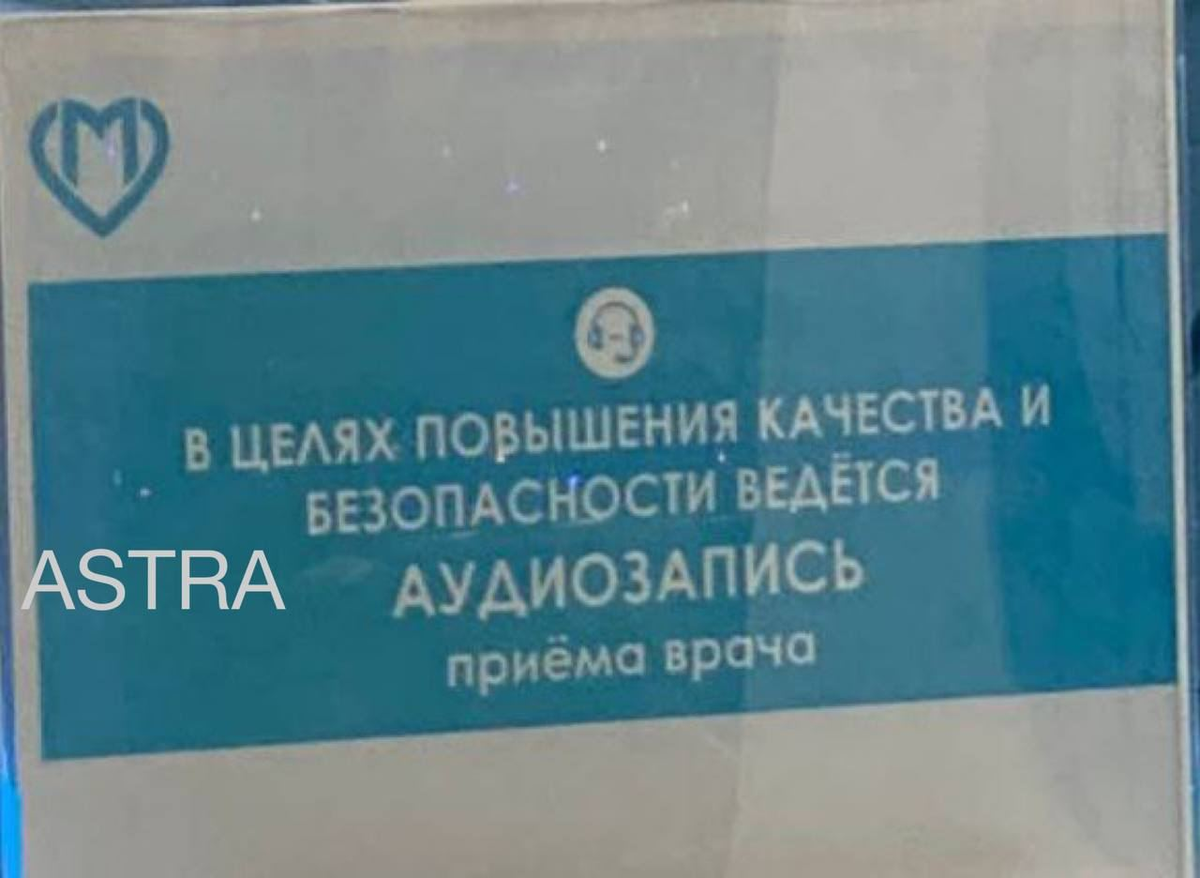 М
В ЦЕЛЯХ ПОВЫШЕНИЯ КАЧЕСТВА И
БЕЗОПАСНОСТИ ВЕДЁТСЯ
ASTRA
АУДИОЗАПИСЬ
приёма врача